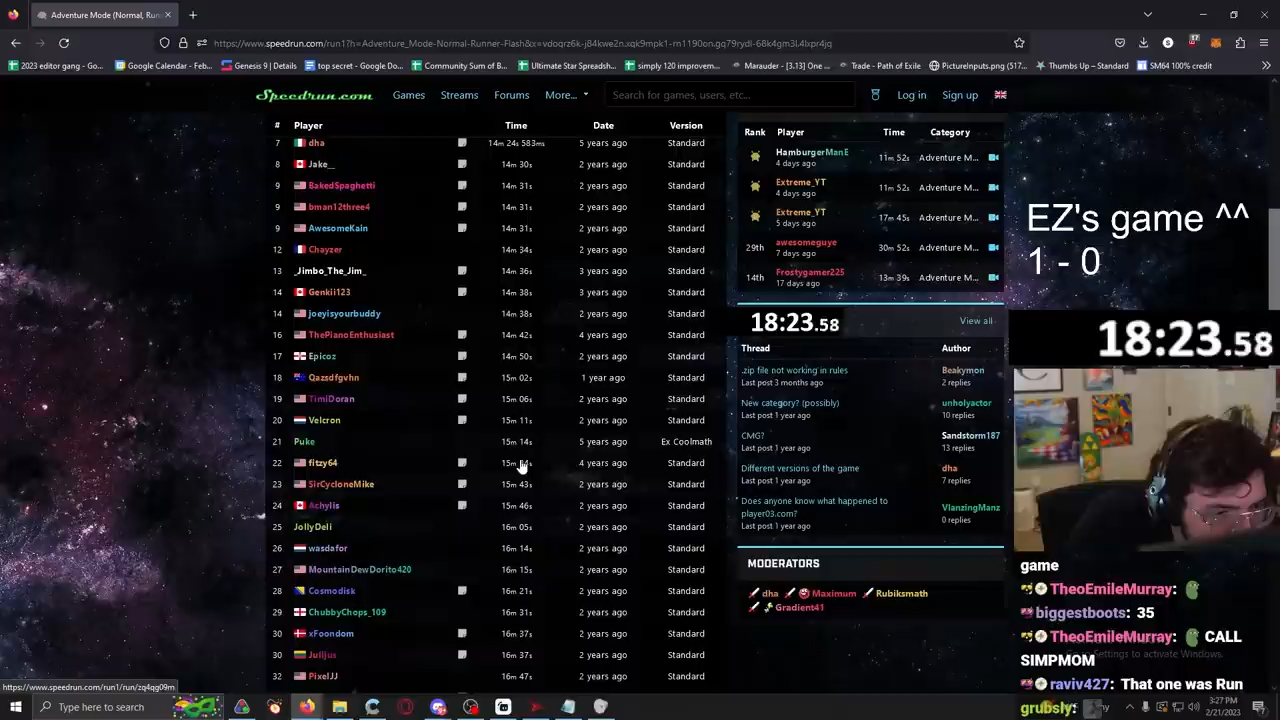 Adventure Mode (Normal, Run
https://www.speedrun.com/run1?h=Adventure_Mode-Normal-Runner-Flash&x=
2023 editor gang - Go...
Google Calendar - Feb...
Genesis 9 | Details
top secret - Google Do...
Community Sum of B...
Ultimate Star Spreadsh...
simply 120 improvem...
Marauder - [3.13] One ...
Trade - Path of Exile
PictureInputs.png (517...
Thumbs Up – Standard
SM64 100% credit
Speedrun.com
Games
Streams
Forums
More...
Search for games, users, etc...
Log in
Sign up
# Player Time Date Version
7 dha 14m 24s 583ms 5 years ago Standard
8 Jake__ 14m 30s 2 years ago Standard
9 BakedSpaghetti 14m 31s 2 years ago Standard
9 bman12three4 14m 31s 2 years ago Standard
9 AwesomeKain 14m 31s 2 years ago Standard
12 Chayzer 14m 34s 2 years ago Standard
13 _Jimbo_The_Jim_ 14m 36s 3 years ago Standard
14 Genkii123 14m 38s 3 years ago Standard
14 joeyisyourbuddy 14m 38s 2 years ago Standard
16 ThePianoEnthusiast 14m 42s 4 years ago Standard
17 Epicoz 14m 50s 2 years ago Standard
18 Qazsdfgvhn 15m 02s 1 year ago Standard
19 TimiDoran 15m 06s 2 years ago Standard
20 Velcron 15m 11s 2 years ago Standard
21 Puke 15m 14s 5 years ago Ex Coolmath
22 fitzy64 15m 4 years ago Standard
23 SirCycloneMike 15m 43s 2 years ago Standard
24 Achylis 15m 46s 2 years ago Standard
25 JollyDeli 16m 05s 2 years ago Standard
26 wasdafor 16m 14s 2 years ago Standard
27 MountainDewDorito420 16m 15s 2 years ago Standard
28 Cosmodisk 16m 21s 2 years ago Standard
29 ChubbyChops_109 16m 31s 2 years ago Standard
30 xFoondom 16m 37s 2 years ago Standard
30 Julljus 16m 37s 2 years ago Standard
32 PixelJJ 16m 47s 2 years ago Standard
Rank Player Time Category
HamburgerManE 11m 52s Adventure M...
4 days ago
Extreme_YT 11m 52s Adventure M...
4 days ago
Extreme_YT 17m 45s Adventure M...
5 days ago
29th awesomeguye 30m 52s Adventure M...
7 days ago
14th Frostygamer225 13m 39s Adventure M...
17 days ago
18:23.58
View all
Thread Author
.zip file not working in rules Beakymon
Last post 3 months ago 2 replies
New category? (possibly) unholyactor
Last post 1 year ago 10 replies
CMG? Sandstorm187
Last post 1 year ago 13 replies
Different versions of the game dha
Last post 1 year ago 7 replies
Does anyone know what happened to
player03.com? VlanzingManz
Last post 1 year ago 0 replies
MODERATORS
dha Maximum Rubiksmath
Gradient41
EZ's game ^^
1 - 0
18:23.58
game
TheoEmileMurray:
biggestboots: 35
TheoEmileMurray: CALL
SIMPMOM
Settings to activate Windows.
raviv427: That one was Run
grubsly:
https://www.speedrun.com/run1/run/zq4qg09m
Type here to search
3:27 PM
2/21/2023